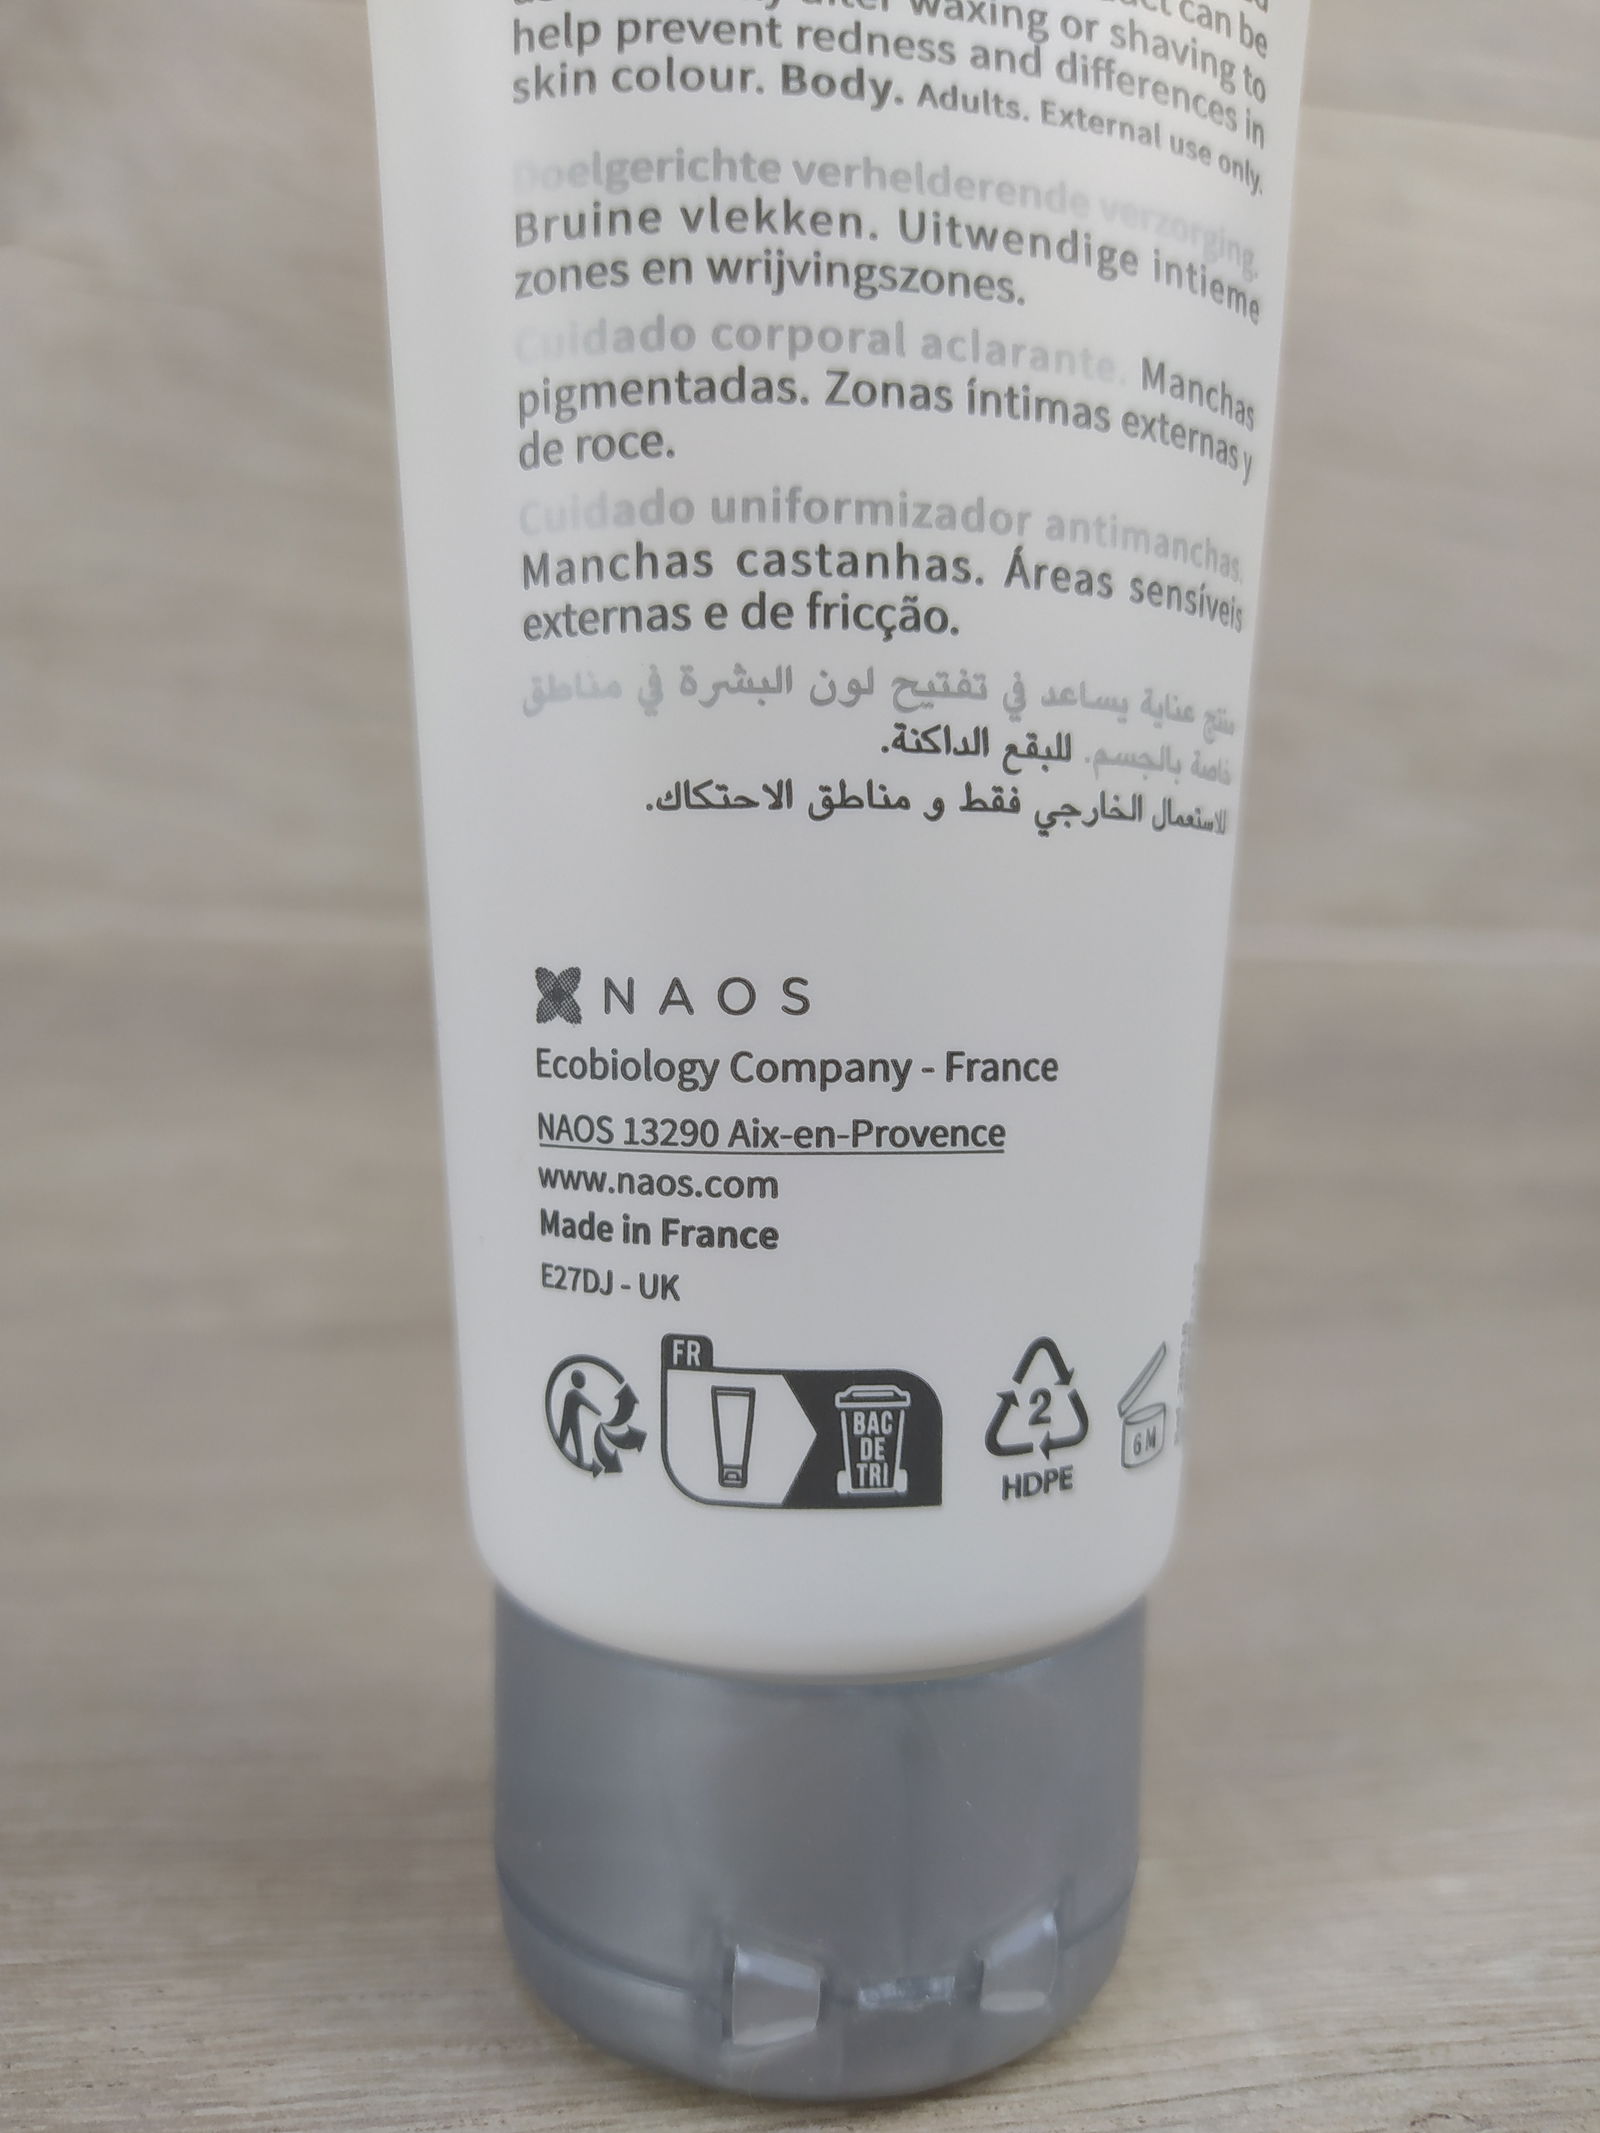 after waxing or shaving to
help prevent redness and differences in
skin colour. Body. Adults. External use only.
Doelgerichte verhelderende verzorging.
Bruine vlekken. Uitwendige intieme
zones en wrijvingszones.
Cuidado corporal aclarante. Manchas
pigmentadas. Zonas íntimas externas y
de roce.
Cuidado uniformizador antimanchas.
Manchas castanhas. Áreas sensíveis
externas e de fricção.
منتج عناية يساعد في تفتيح لون البشرة في مناطق
خاصة بالجسم. للبقع الداكنة.
للاستعمال الخارجي فقط و مناطق الاحتكاك.
NAOS
Ecobiology Company - France
NAOS 13290 Aix-en-Provence
www.naos.com
Made in France
E27DJ - UK
FR
BAC
DE
TRI
2
HDPE
6 M